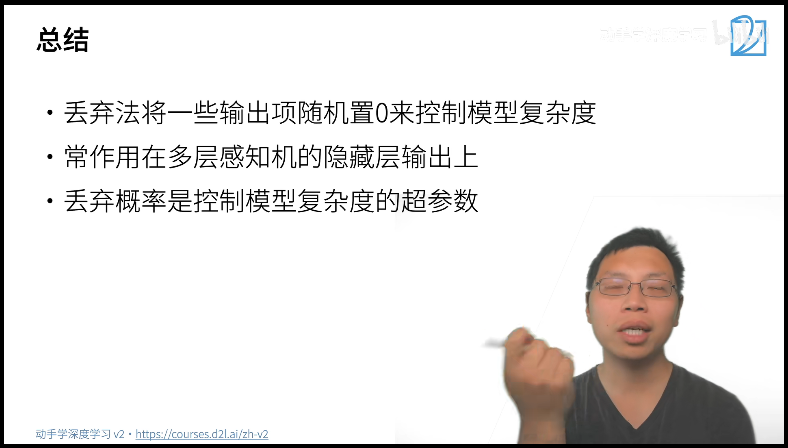 总结
• 丢弃法将一些输出项随机置0来控制模型复杂度
• 常作用在多层感知机的隐藏层输出上
• 丢弃概率是控制模型复杂度的超参数
动手学深度学习 v2 • https://courses.d2l.ai/zh-v2